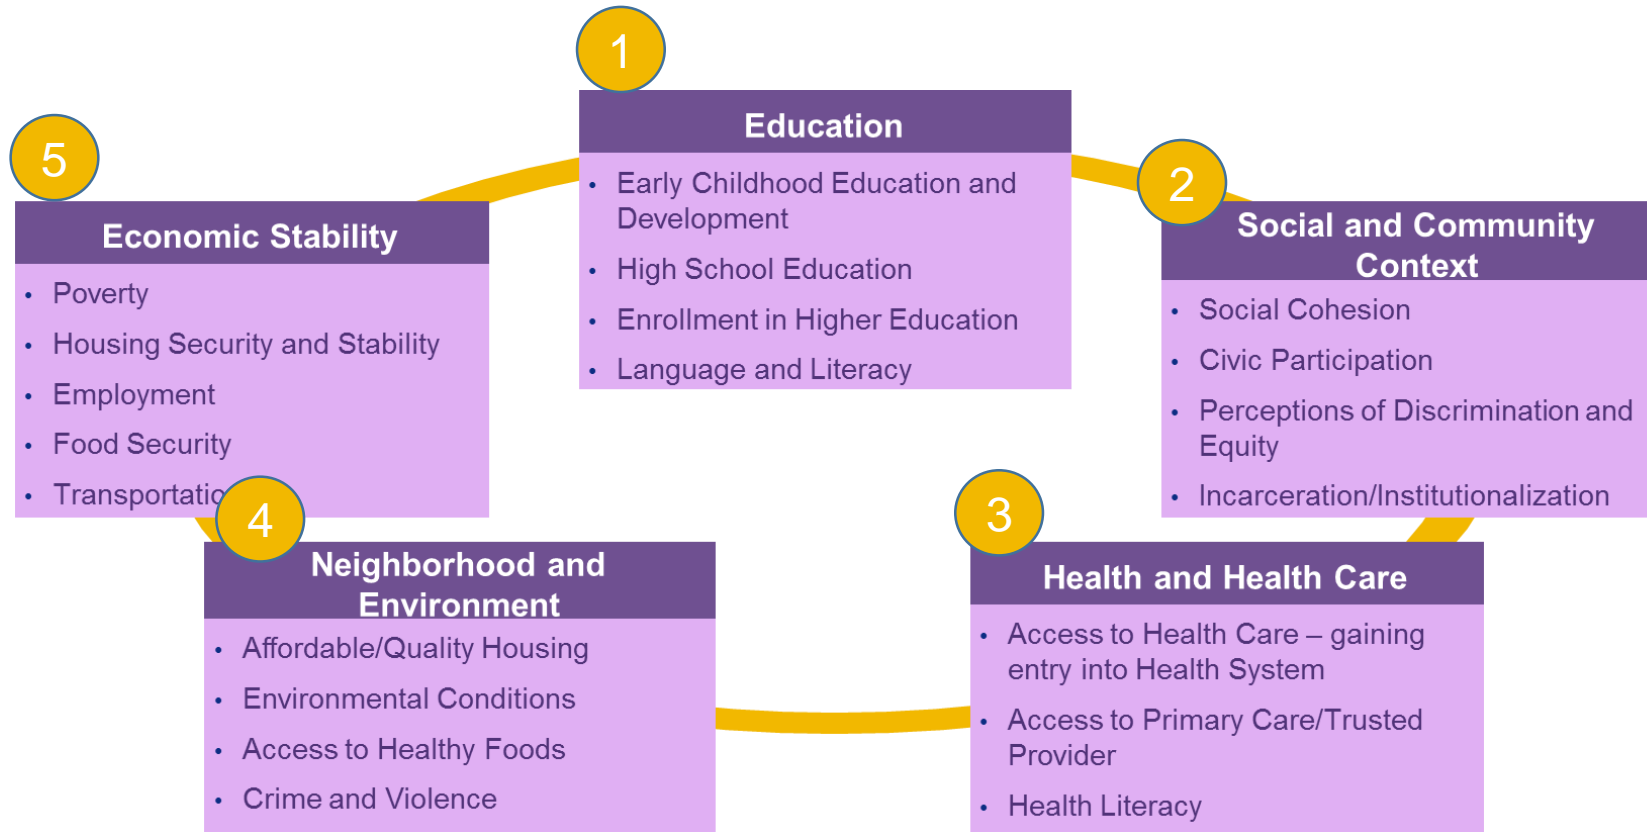 1
Education
• Early Childhood Education and
Development
• High School Education
• Enrollment in Higher Education
• Language and Literacy
2
Social and Community
Context
• Social Cohesion
• Civic Participation
• Perceptions of Discrimination and
Equity
• Incarceration/Institutionalization
3
Health and Health Care
• Access to Health Care – gaining
entry into Health System
• Access to Primary Care/Trusted
Provider
• Health Literacy
4
Neighborhood and
Environment
• Affordable/Quality Housing
• Environmental Conditions
• Access to Healthy Foods
• Crime and Violence
5
Economic Stability
• Poverty
• Housing Security and Stability
• Employment
• Food Security
• Transportatio